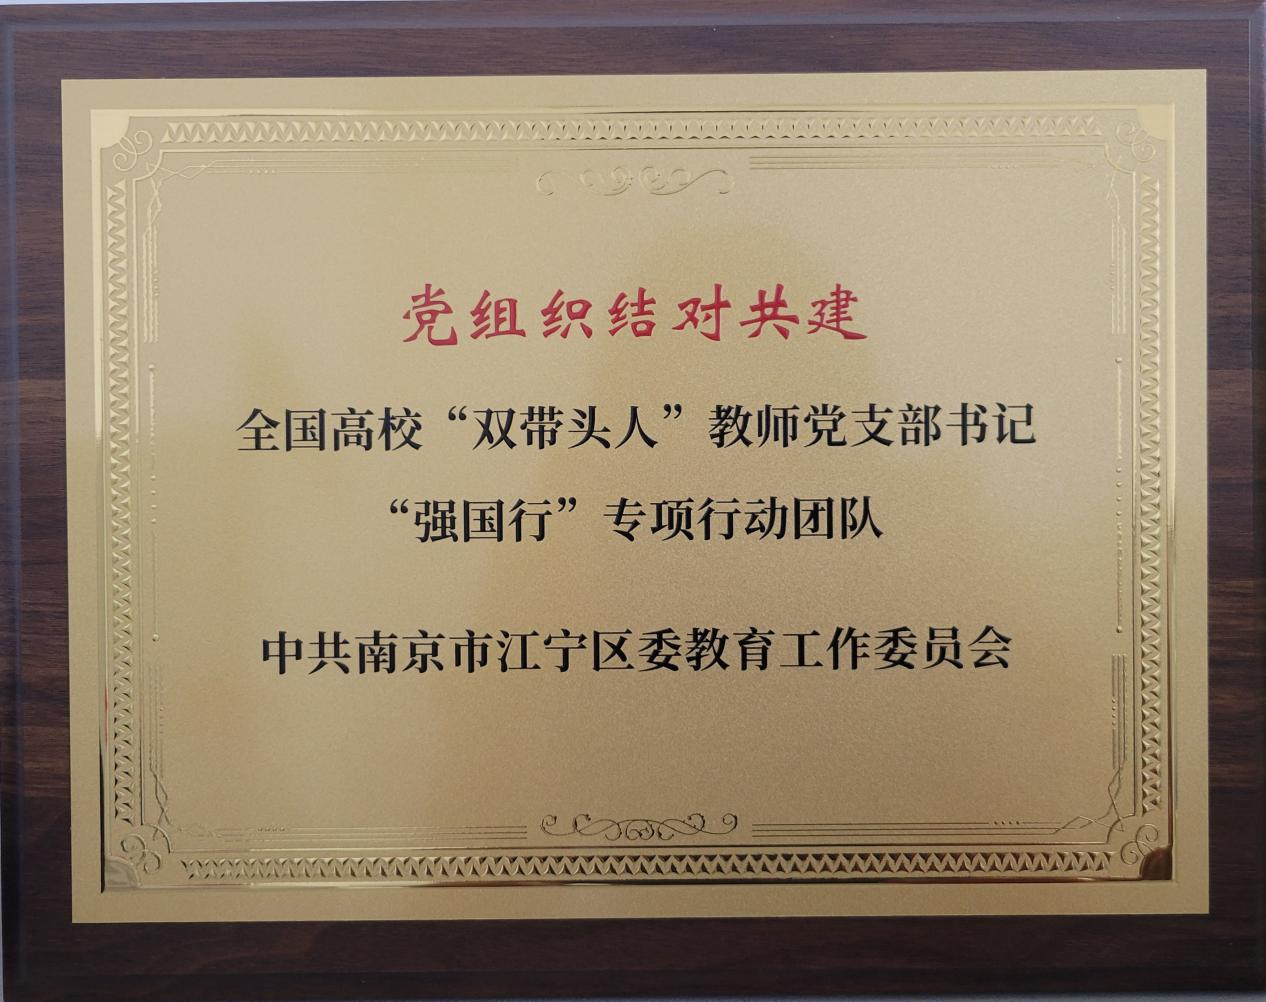 党组织结对共建
全国高校“双带头人”教师党支部书记
“强国行”专项行动团队
中共南京市江宁区委教育工作委员会